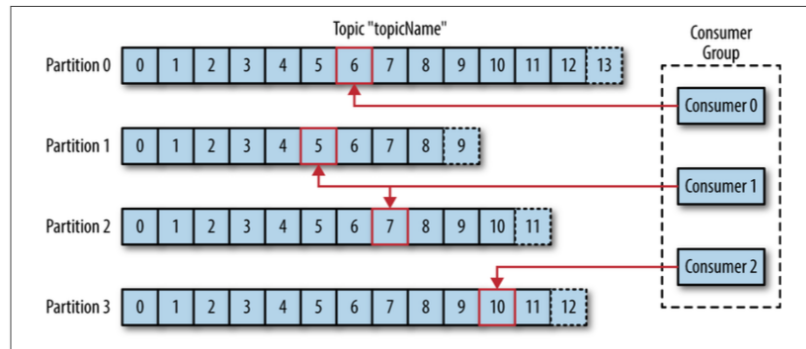 Topic "topicName"
Consumer
Group
Partition 0 0 1 2 3 4 5 6 7 8 9 10 11 12 13
Consumer 0
Partition 1 0 1 2 3 4 5 6 7 8 9
Consumer 1
Partition 2 0 1 2 3 4 5 6 7 8 9 10 11
Consumer 2
Partition 3 0 1 2 3 4 5 6 7 8 9 10 11 12